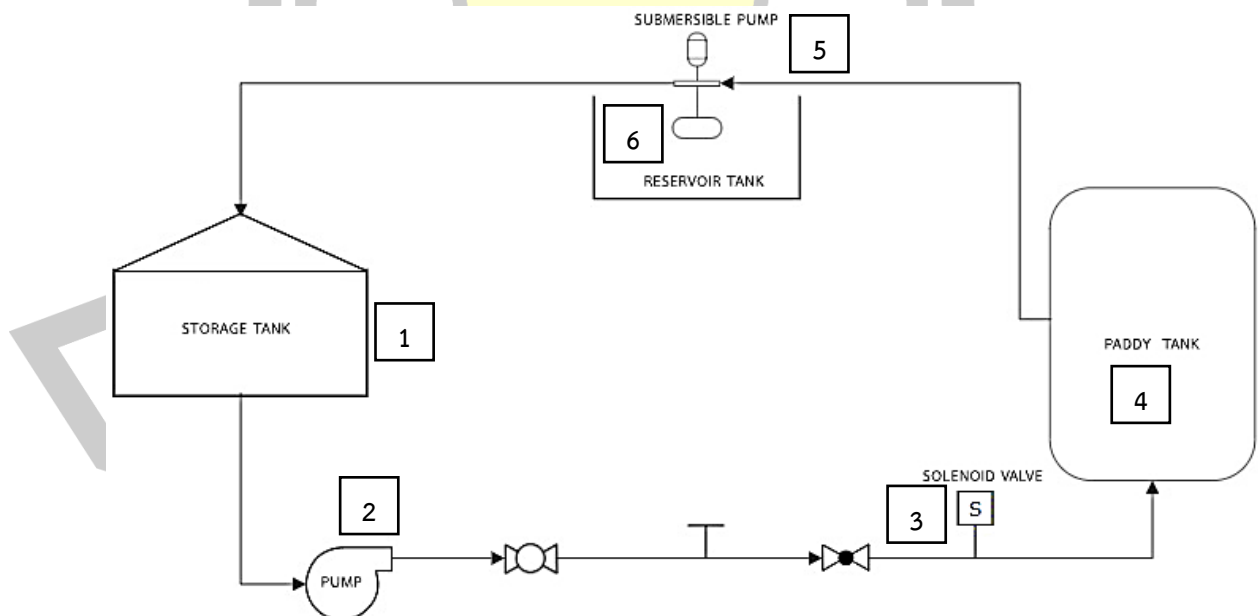 SUBMERSIBLE PUMP
5
6
RESERVOIR TANK
STORAGE TANK
1
PADDY TANK
4
SOLENOID VALVE
2
3
S
PUMP